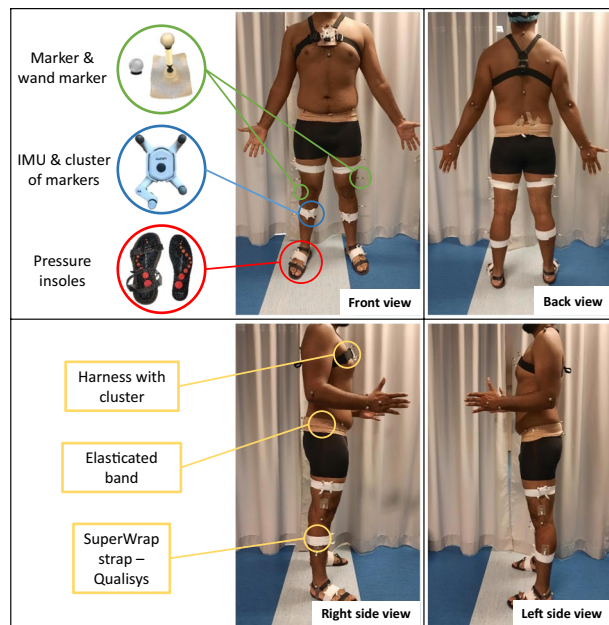 Marker &
wand marker
IMU & cluster
of markers
Pressure
insoles
Front view
Back view
Harness with
cluster
Elasticated
band
SuperWrap
strap –
Qualisys
Right side view
Left side view